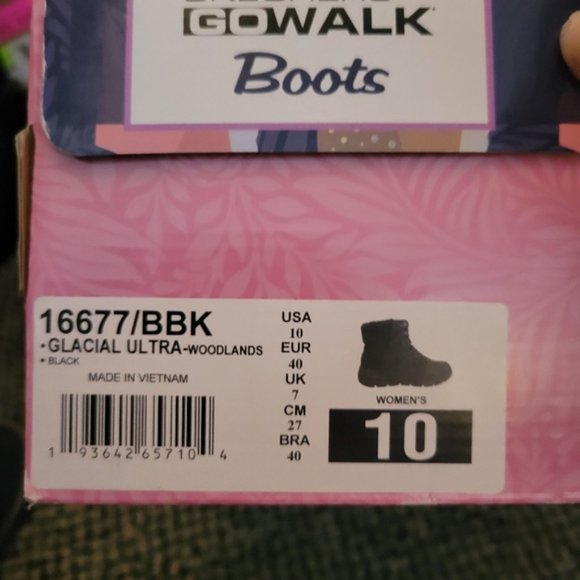 SKECHERS
GOWALK
Boots
16677/BBK
• GLACIAL ULTRA-WOODLANDS
• BLACK
MADE IN VIETNAM
1 93642 65710 4
USA
10
EUR
40
UK
7
CM
27
BRA
40
WOMEN'S
10